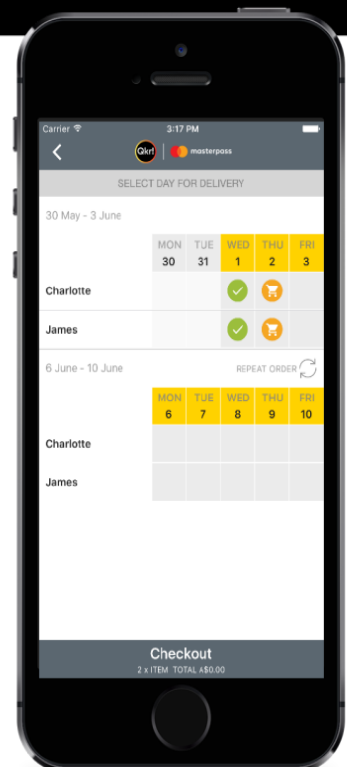 Carrier 3:17 PM
Qkr! masterpass
SELECT DAY FOR DELIVERY
30 May - 3 June
MON TUE WED THU FRI
30 31 1 2 3
Charlotte
James
6 June - 10 June REPEAT ORDER
MON TUE WED THU FRI
6 7 8 9 10
Charlotte
James
Checkout
2 x ITEM TOTAL A$0.00